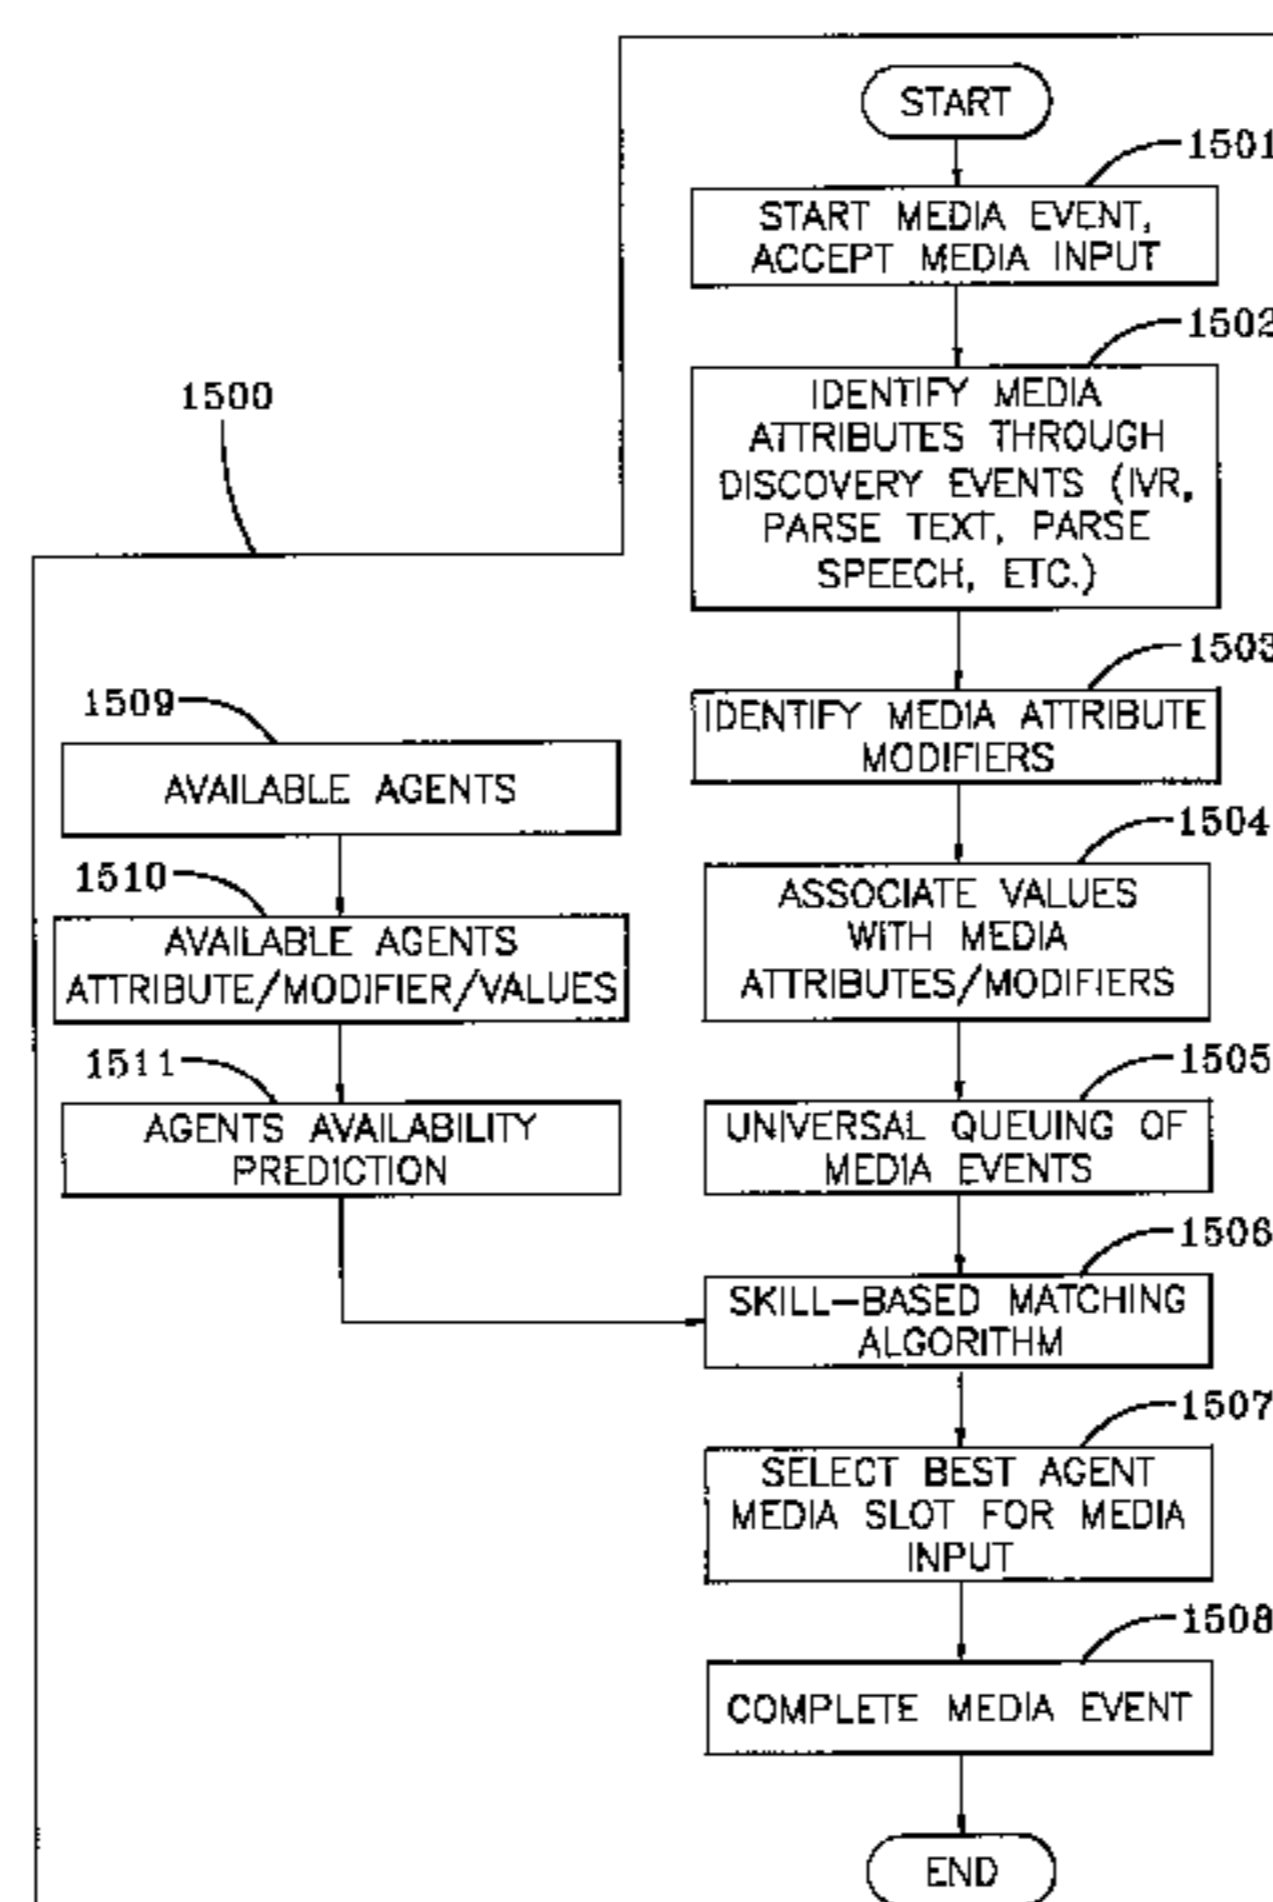 START
1501
START MEDIA EVENT,
ACCEPT MEDIA INPUT
1502
IDENTIFY MEDIA
ATTRIBUTES THROUGH
DISCOVERY EVENTS (IVR,
PARSE TEXT, PARSE
SPEECH, ETC.)
1503
IDENTIFY MEDIA ATTRIBUTE
MODIFIERS
1504
ASSOCIATE VALUES
WITH MEDIA
ATTRIBUTES/MODIFIERS
1505
UNIVERSAL QUEUING OF
MEDIA EVENTS
1500
1509
AVAILABLE AGENTS
1510
AVAILABLE AGENTS
ATTRIBUTE/MODIFIER/VALUES
1511
AGENTS AVAILABILITY
PREDICTION
1506
SKILL-BASED MATCHING
ALGORITHM
1507
SELECT BEST AGENT
MEDIA SLOT FOR MEDIA
INPUT
1508
COMPLETE MEDIA EVENT
END